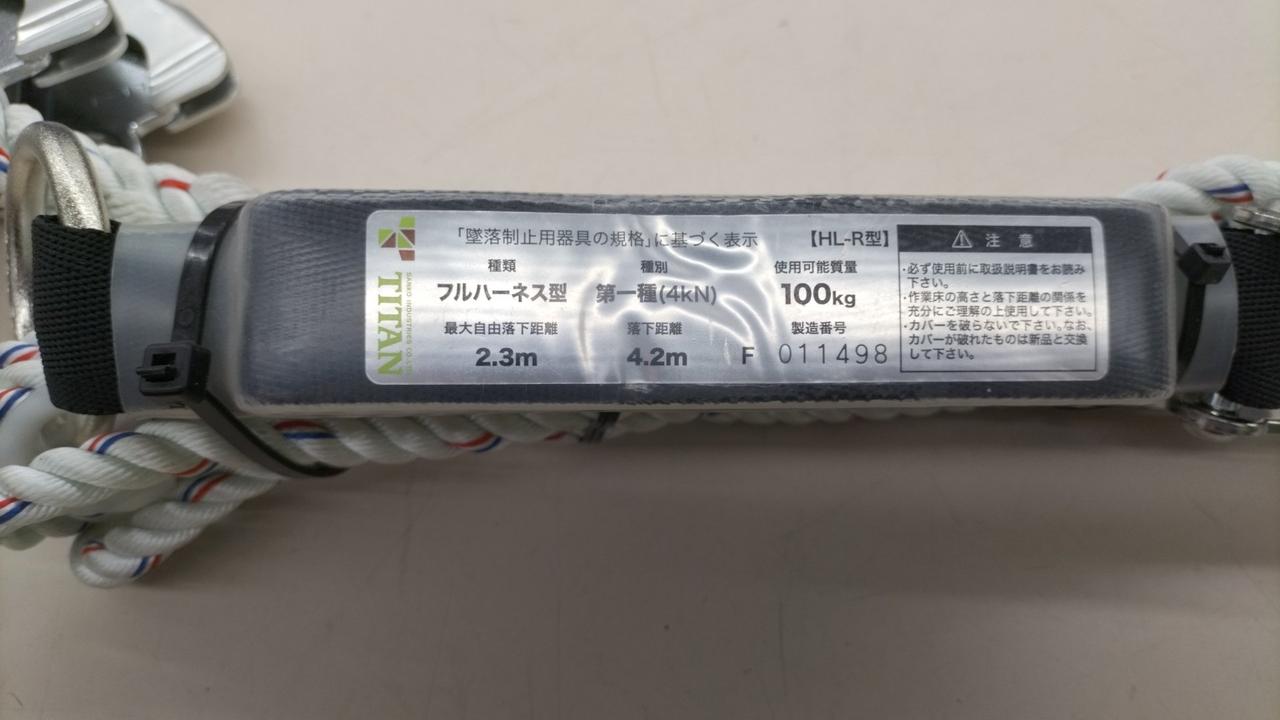 「墜落制止用器具の規格」に基づく表示 【HL-R型】
種類 種別 使用可能質量
フルハーネス型 第一種(4kN) 100kg
最大自由落下距離 落下距離 製造番号
2.3m 4.2m F 011498
TITAN
SANKO INDUSTRIES CO.,LTD.
⚠ 注 意
・必ず使用前に取扱説明書をお読み
下さい。
・作業床の高さと落下距離の関係を
充分にご理解の上使用して下さい。
・カバーを破らないで下さい。なお、
カバーが破れたものは新品と交換
して下さい。